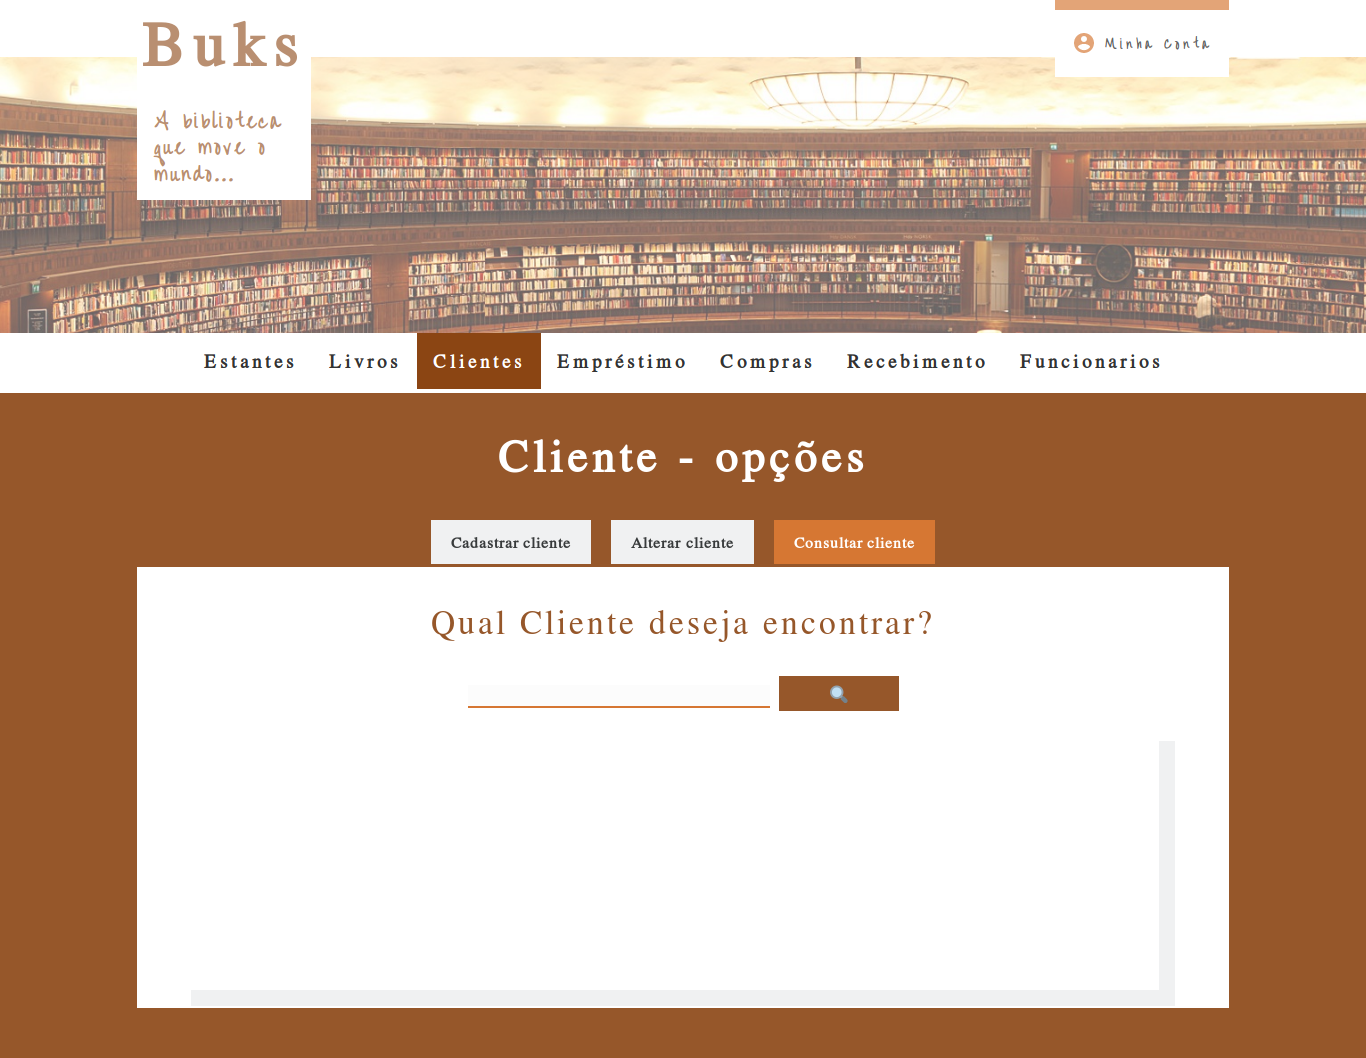 Buks
A biblioteca
que move o
mundo...
Minha Conta
Estantes Livros Clientes Empréstimo Compras Recebimento Funcionarios
Cliente - opções
Cadastrar cliente Alterar cliente Consultar cliente
Qual Cliente deseja encontrar?